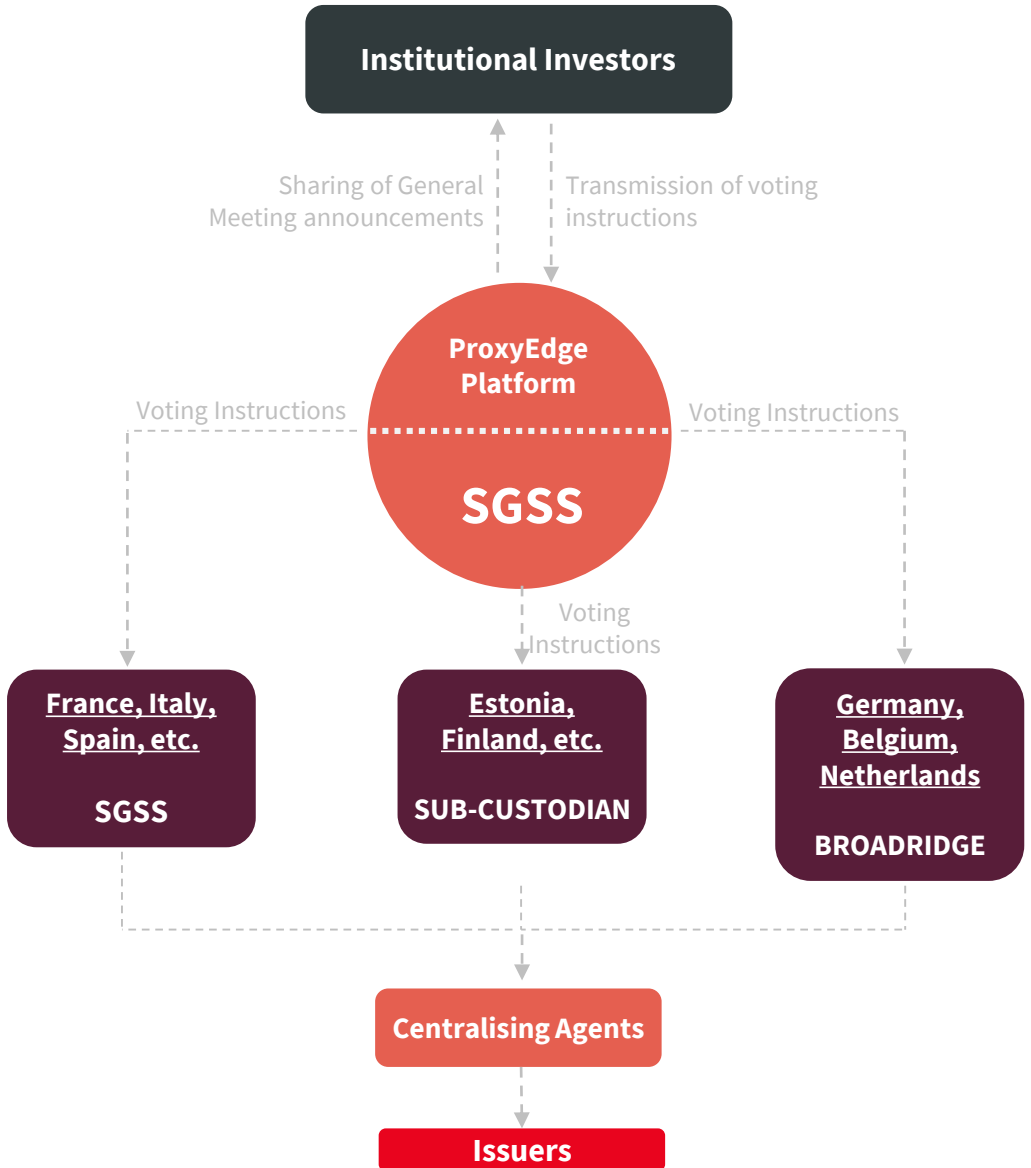 Institutional Investors
Sharing of General
Meeting announcements
Transmission of voting
instructions
ProxyEdge
Platform
Voting Instructions
Voting Instructions
SGSS
Voting
Instructions
France, Italy,
Spain, etc.
SGSS
Estonia,
Finland, etc.
SUB-CUSTODIAN
Germany,
Belgium,
Netherlands
BROADRIDGE
Centralising Agents
Issuers